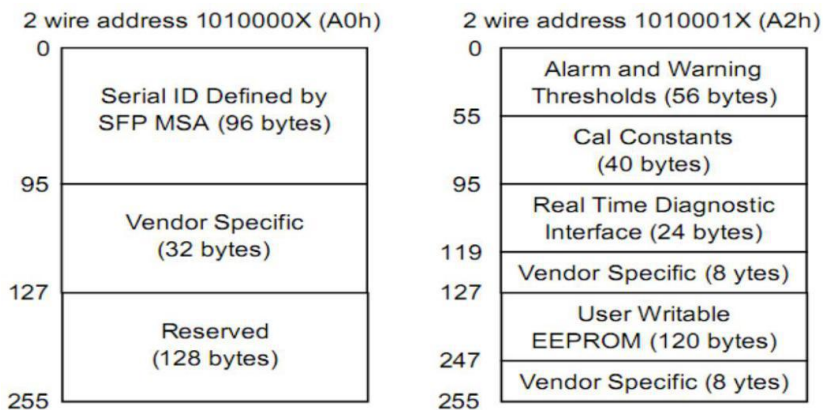 2 wire address 1010000X (A0h)
0
Serial ID Defined by
SFP MSA (96 bytes)
95
Vendor Specific
(32 bytes)
127
Reserved
(128 bytes)
255
2 wire address 1010001X (A2h)
0
Alarm and Warning
Thresholds (56 bytes)
55
Cal Constants
(40 bytes)
95
Real Time Diagnostic
Interface (24 bytes)
119
Vendor Specific (8 ytes)
127
User Writable
EEPROM (120 bytes)
247
Vendor Specific (8 ytes)
255